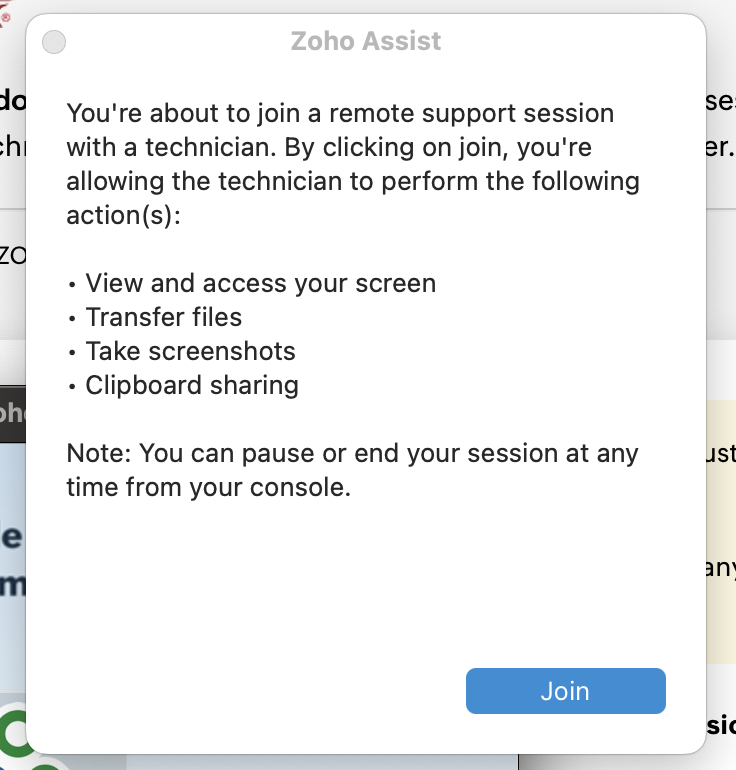 Zoho Assist
You're about to join a remote support session
with a technician. By clicking on join, you're
allowing the technician to perform the following
action(s):
• View and access your screen
• Transfer files
• Take screenshots
• Clipboard sharing
Note: You can pause or end your session at any
time from your console.
Join